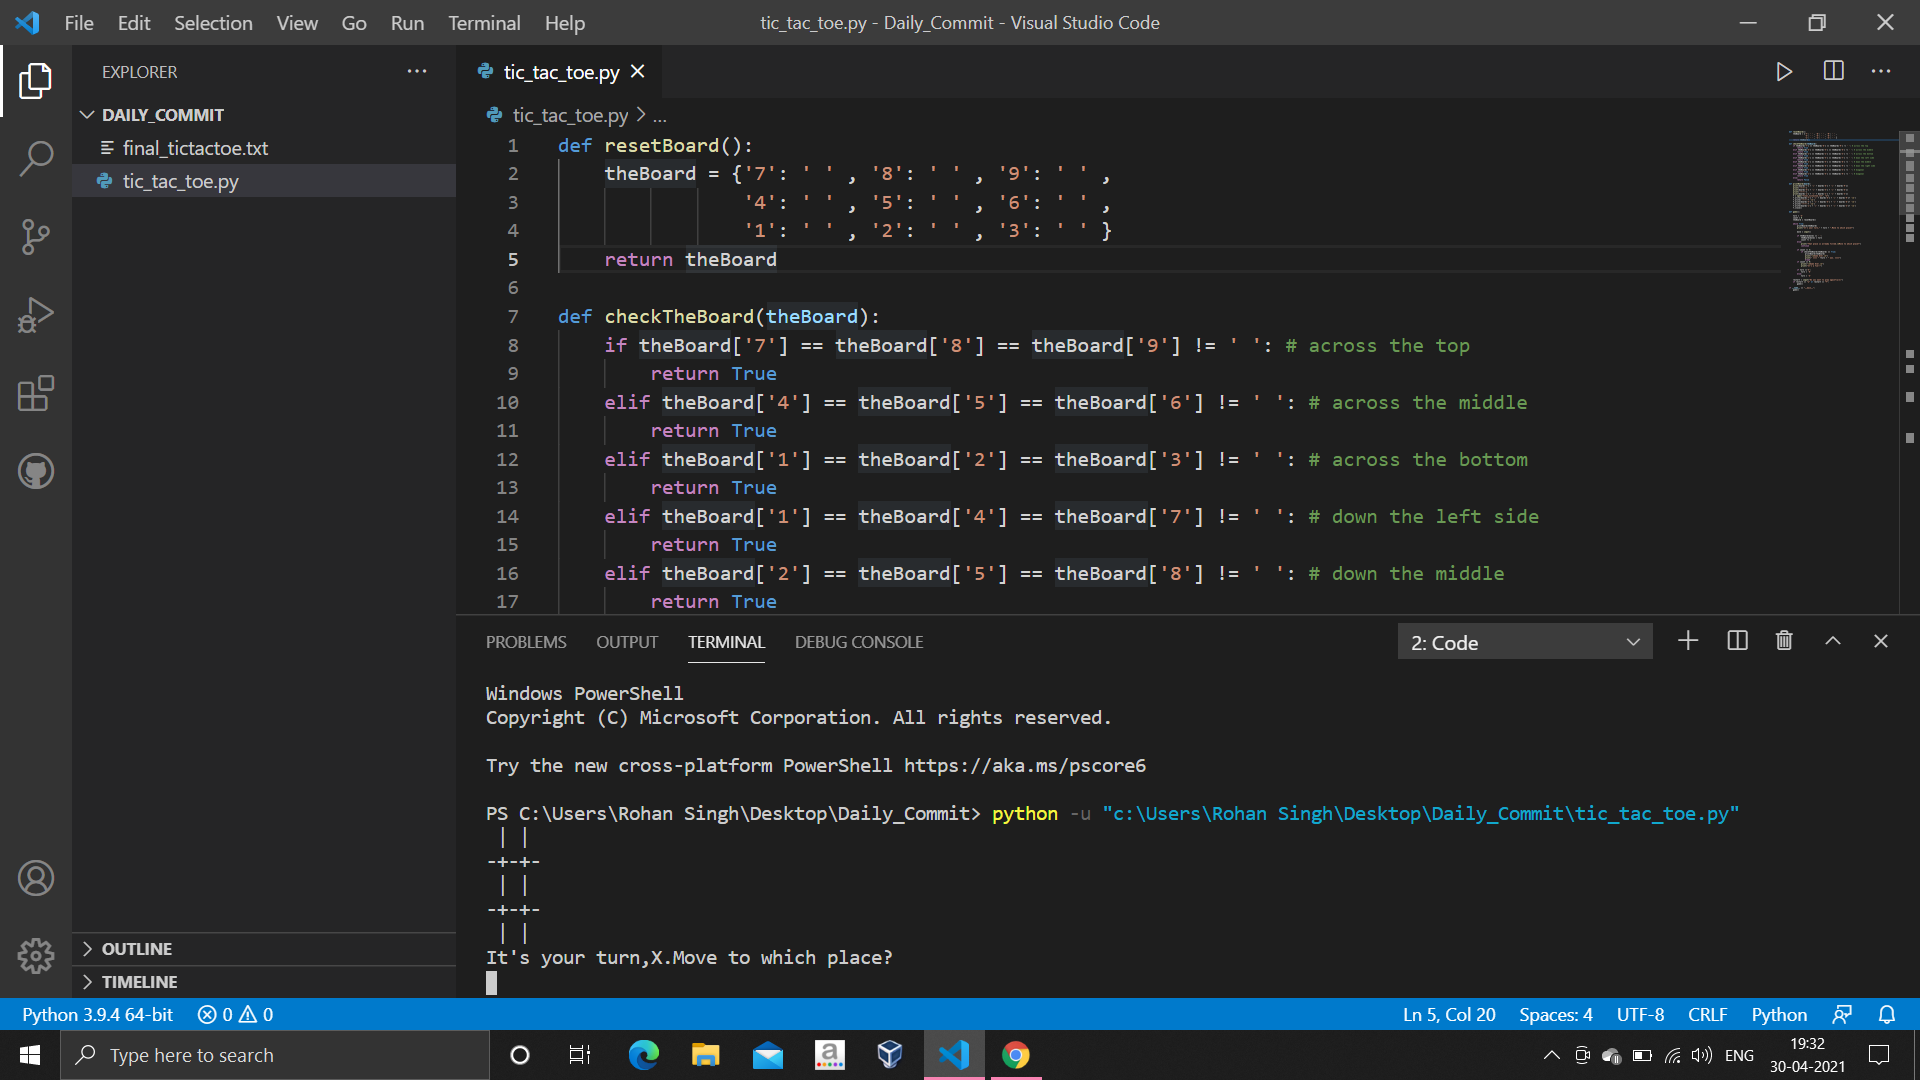 File Edit Selection View Go Run Terminal Help
tic_tac_toe.py - Daily_Commit - Visual Studio Code
EXPLORER
DAILY_COMMIT
final_tictactoe.txt
tic_tac_toe.py
OUTLINE
TIMELINE
tic_tac_toe.py
tic_tac_toe.py > ...
1 def resetBoard():
2     theBoard = {'7': ' ' , '8': ' ' , '9': ' ' ,
3                 '4': ' ' , '5': ' ' , '6': ' ' ,
4                 '1': ' ' , '2': ' ' , '3': ' ' }
5     return theBoard
6
7 def checkTheBoard(theBoard):
8     if theBoard['7'] == theBoard['8'] == theBoard['9'] != ' ': # across the top
9         return True
10     elif theBoard['4'] == theBoard['5'] == theBoard['6'] != ' ': # across the middle
11         return True
12     elif theBoard['1'] == theBoard['2'] == theBoard['3'] != ' ': # across the bottom
13         return True
14     elif theBoard['1'] == theBoard['4'] == theBoard['7'] != ' ': # down the left side
15         return True
16     elif theBoard['2'] == theBoard['5'] == theBoard['8'] != ' ': # down the middle
17         return True
PROBLEMS OUTPUT TERMINAL DEBUG CONSOLE
2: Code
Windows PowerShell
Copyright (C) Microsoft Corporation. All rights reserved.
Try the new cross-platform PowerShell https://aka.ms/pscore6
PS C:\Users\Rohan Singh\Desktop\Daily_Commit> python -u "c:\Users\Rohan Singh\Desktop\Daily_Commit\tic_tac_toe.py"
 | |
-+-+-
 | |
-+-+-
 | |
It's your turn,X.Move to which place?
Python 3.9.4 64-bit 0 0
Ln 5, Col 20 Spaces: 4 UTF-8 CRLF Python
Type here to search
a
ENG
19:32
30-04-2021